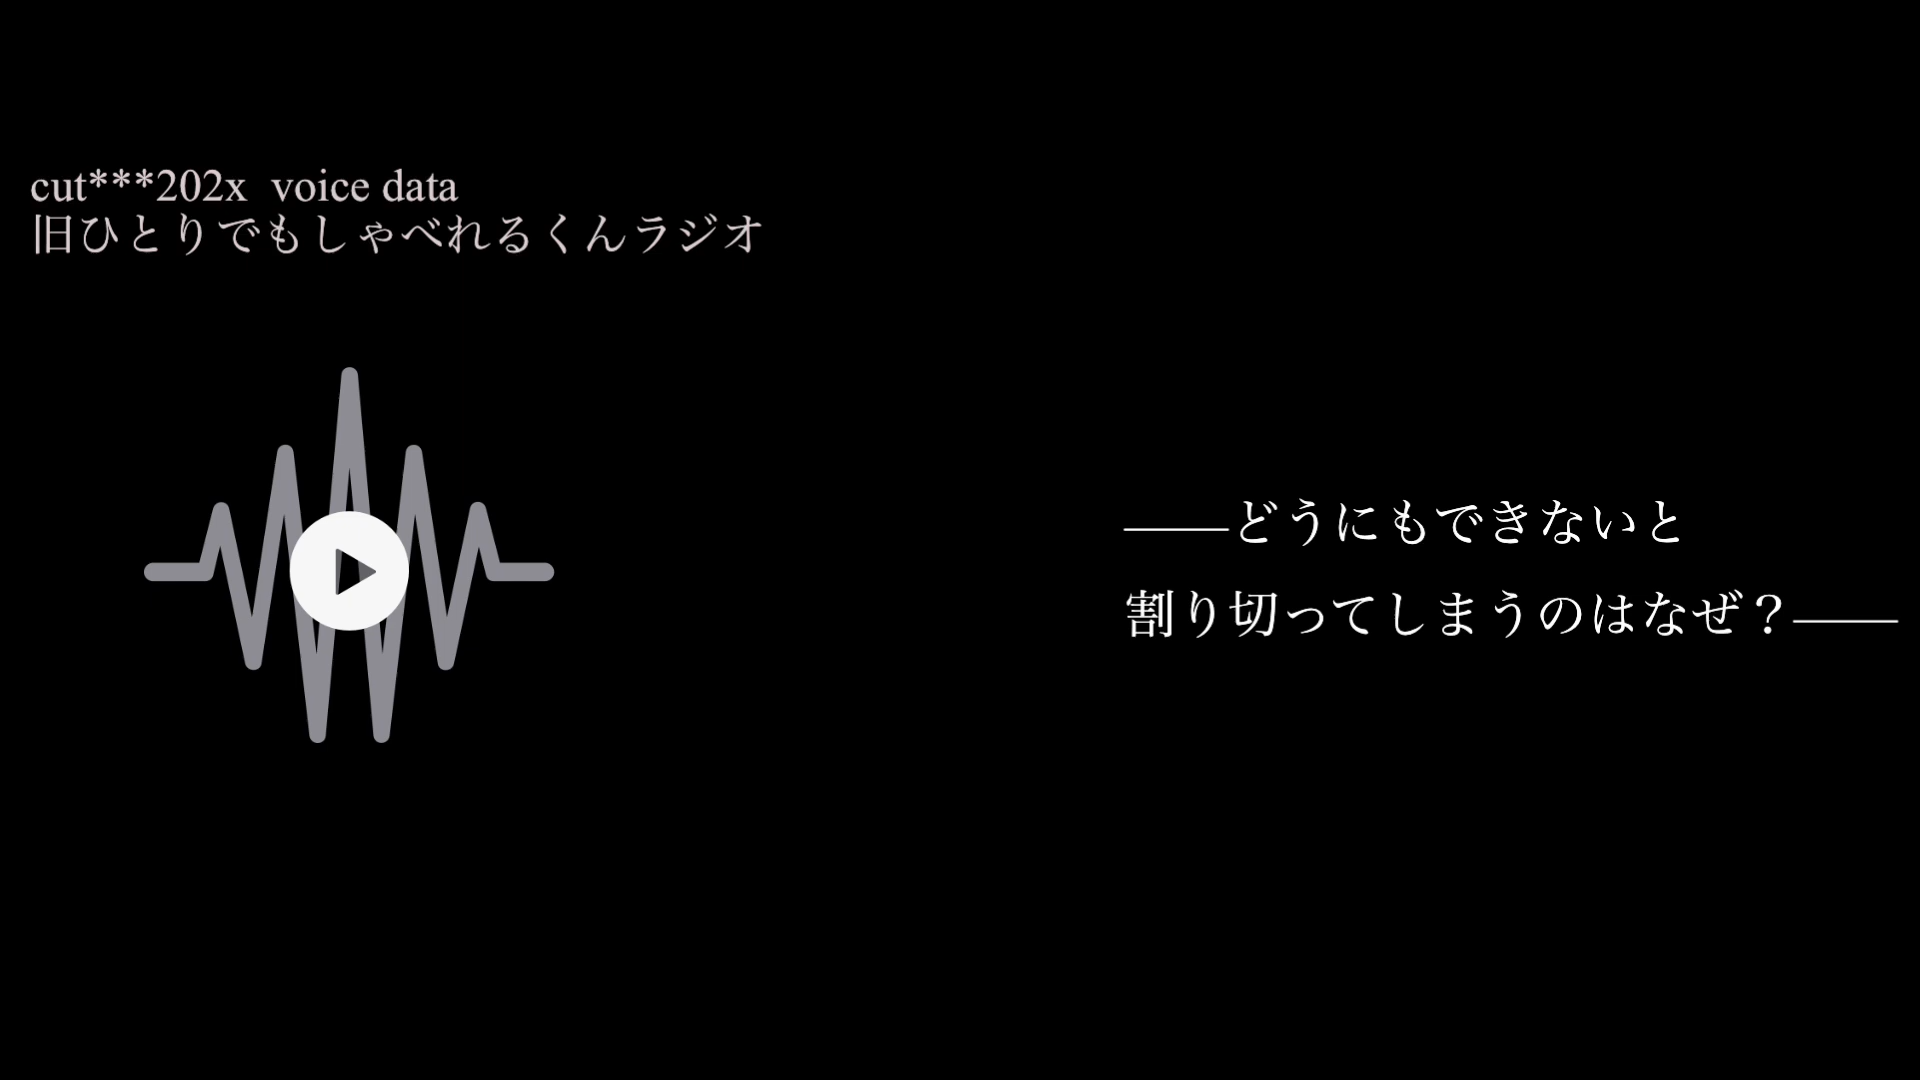 cut***202x  voice data
旧ひとりでもしゃべれるくんラジオ
――どうにもできないと
割り切ってしまうのはなぜ？――